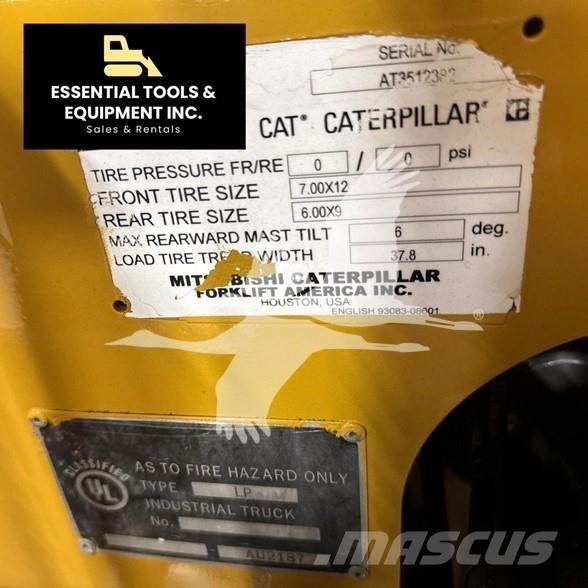 ESSENTIAL TOOLS &
EQUIPMENT INC.
Sales & Rentals
SERIAL No.
AT3512382
CAT® CATERPILLAR®
TIRE PRESSURE FR/RE 0 / 0 psi
FRONT TIRE SIZE 7.00X12
REAR TIRE SIZE 6.00X9
MAX REARWARD MAST TILT 6 deg.
LOAD TIRE TREAD WIDTH 37.8 in.
MITSUBISHI CATERPILLAR
FORKLIFT AMERICA INC.
HOUSTON, USA
ENGLISH 93083-08601
CLASSIFIED
UL
AS TO FIRE HAZARD ONLY
TYPE LP
INDUSTRIAL TRUCK
No.
AU2187
MASCUS